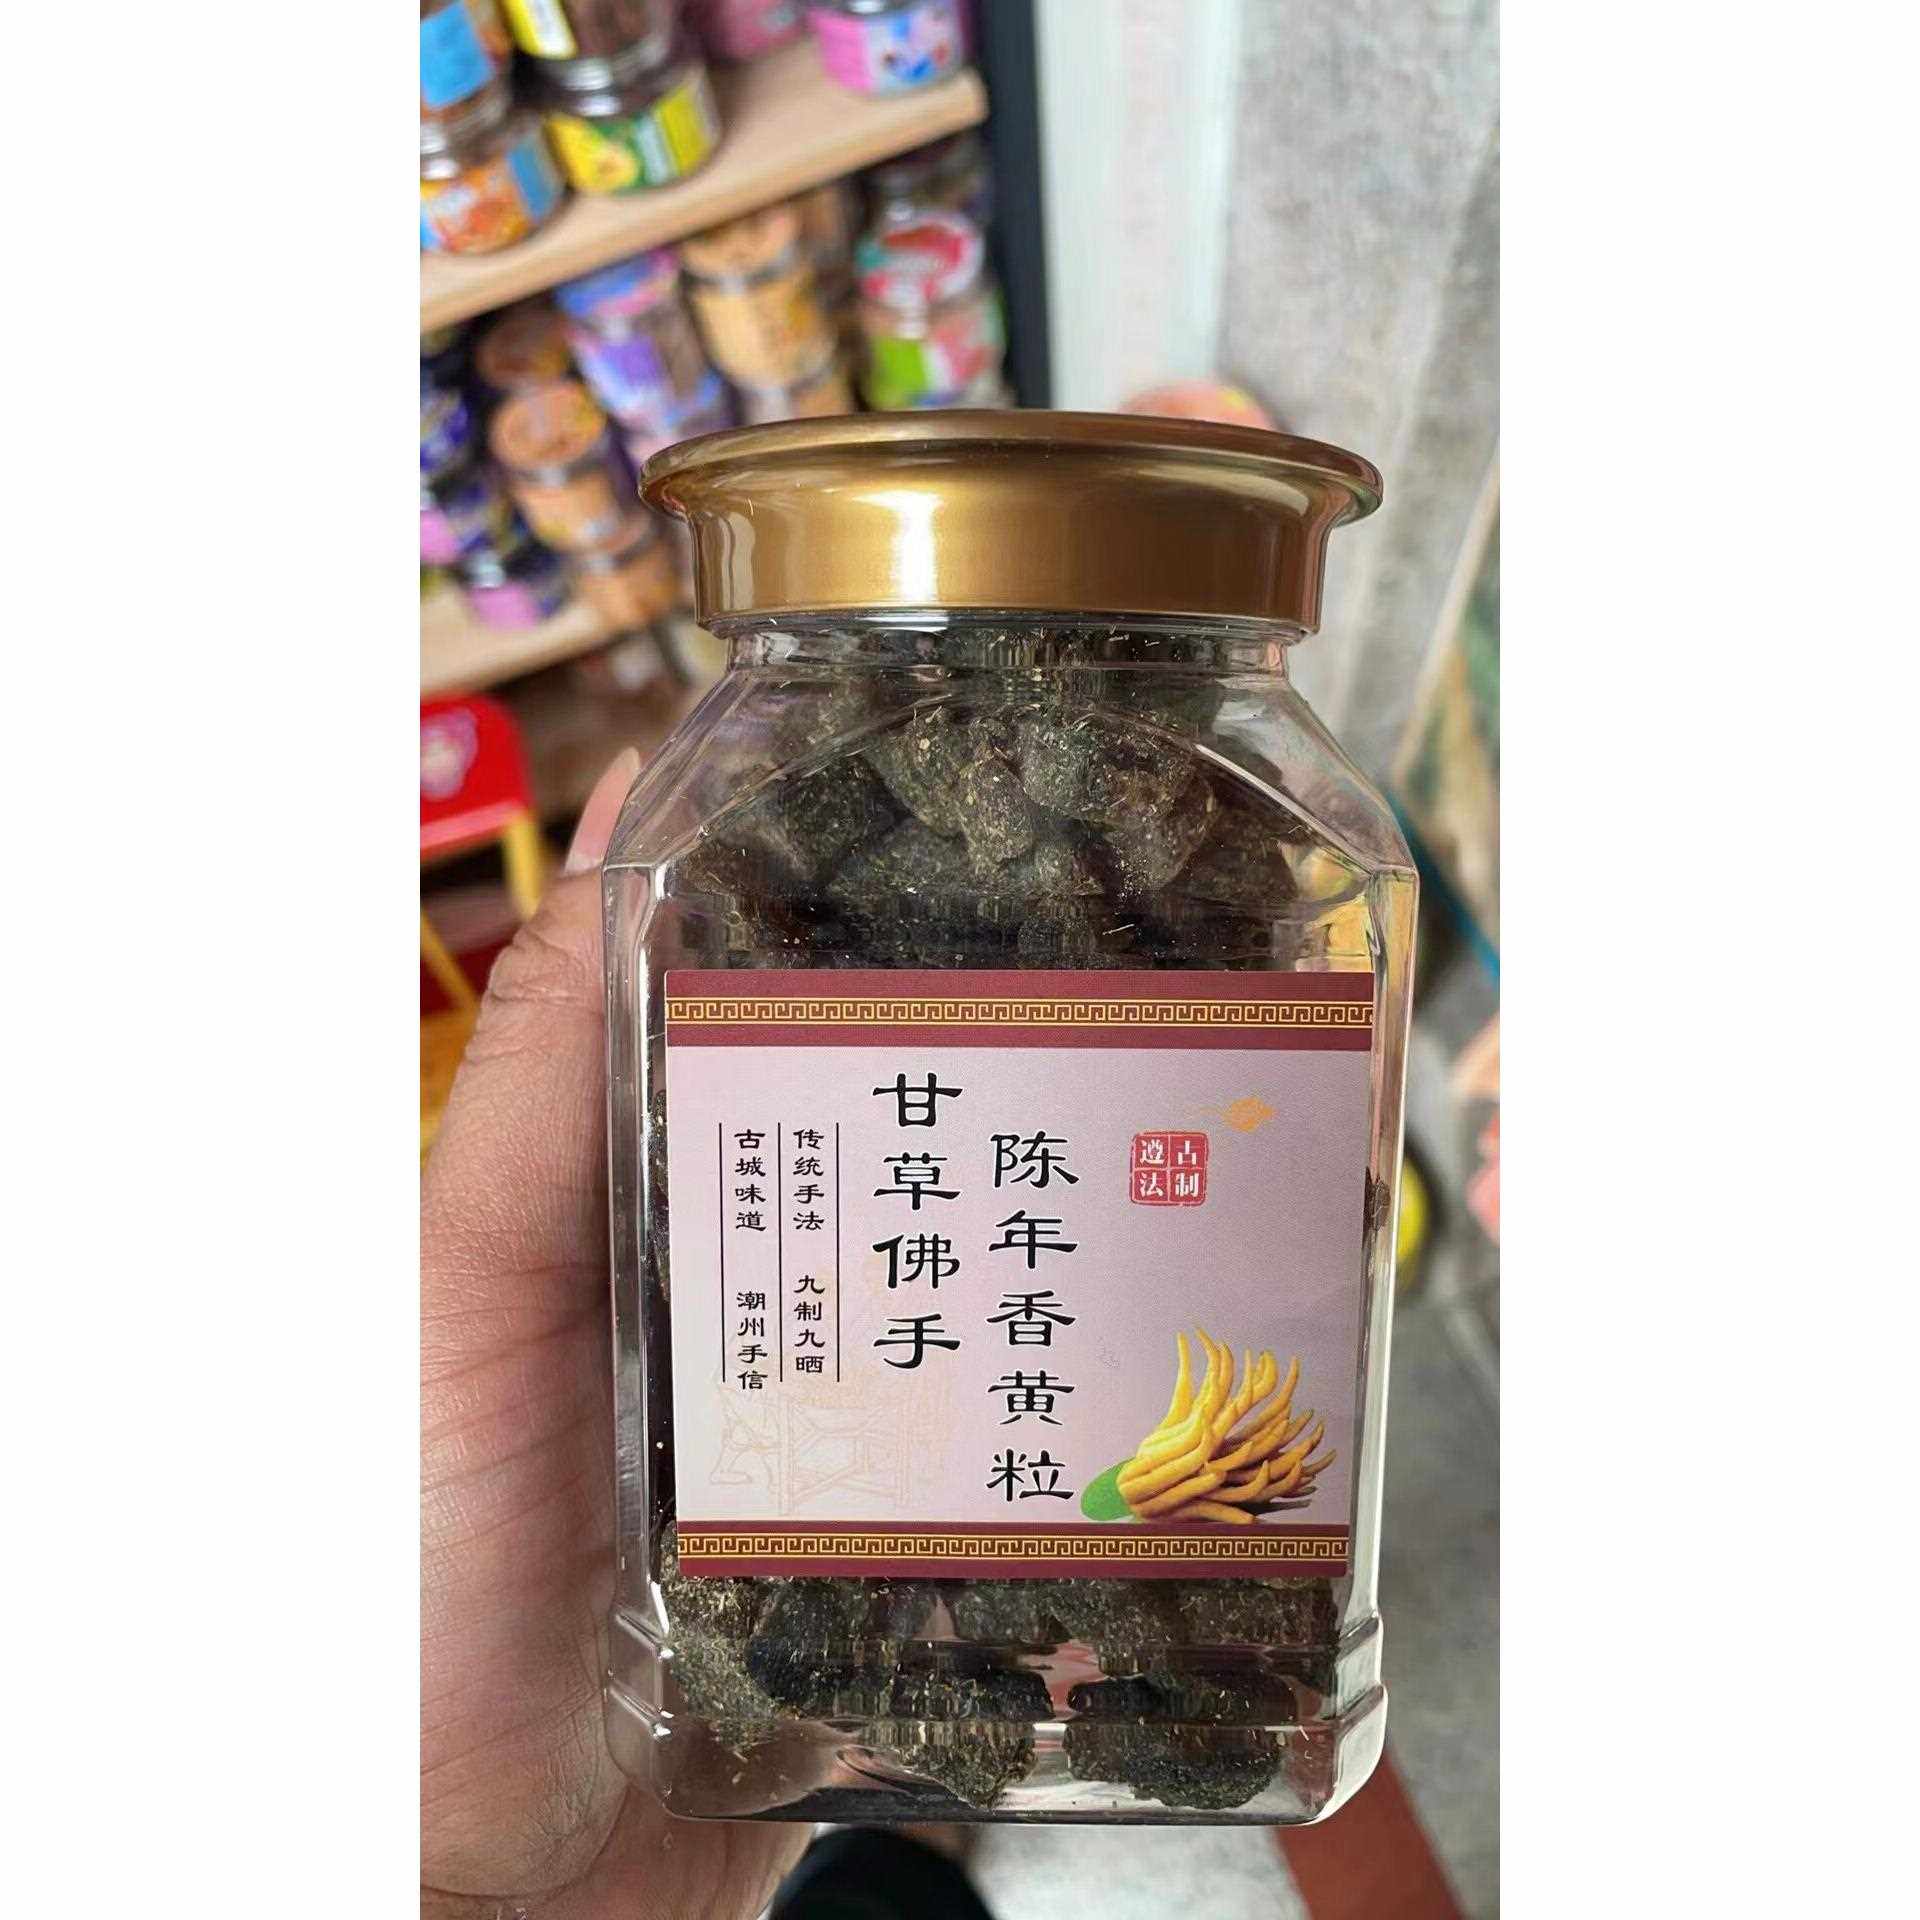 古制
遵法
陈年香黄粒
甘草佛手
传统手法 九制九晒
古城味道 潮州手信